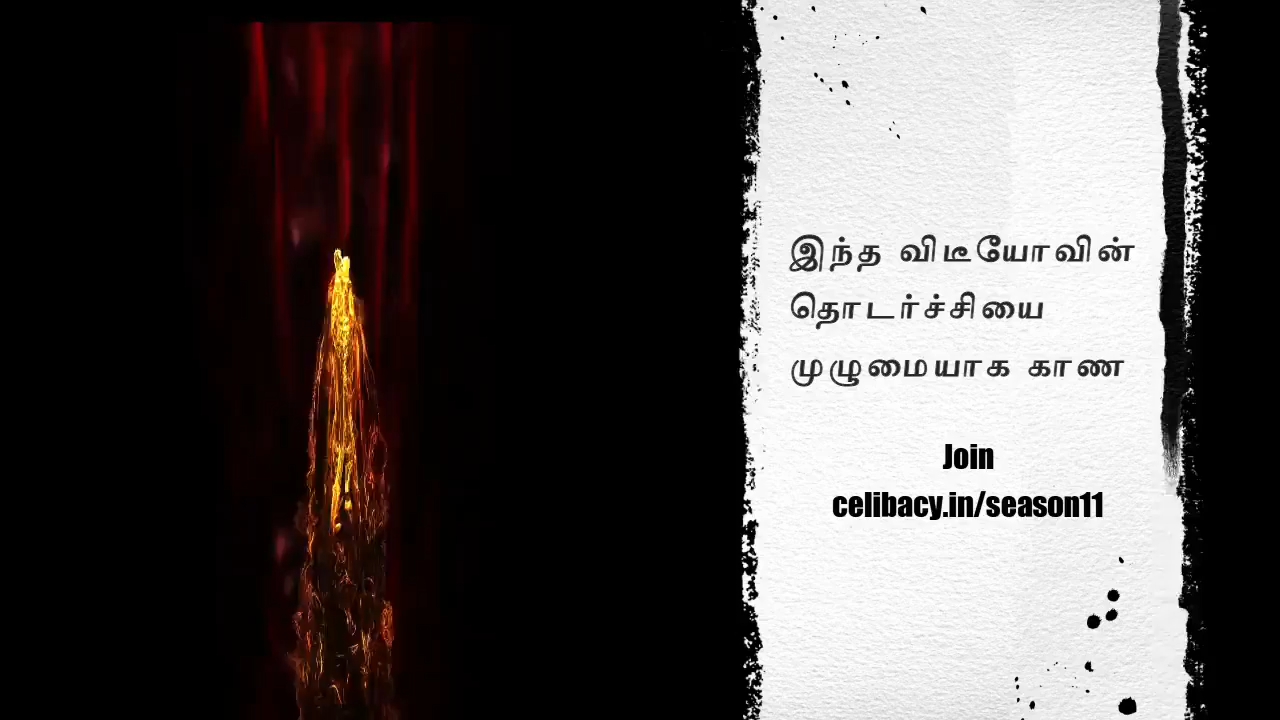 இந்த விடீயோவின்
தொடர்ச்சியை
முழுமையாக காண
Join
celibacy.in/season11